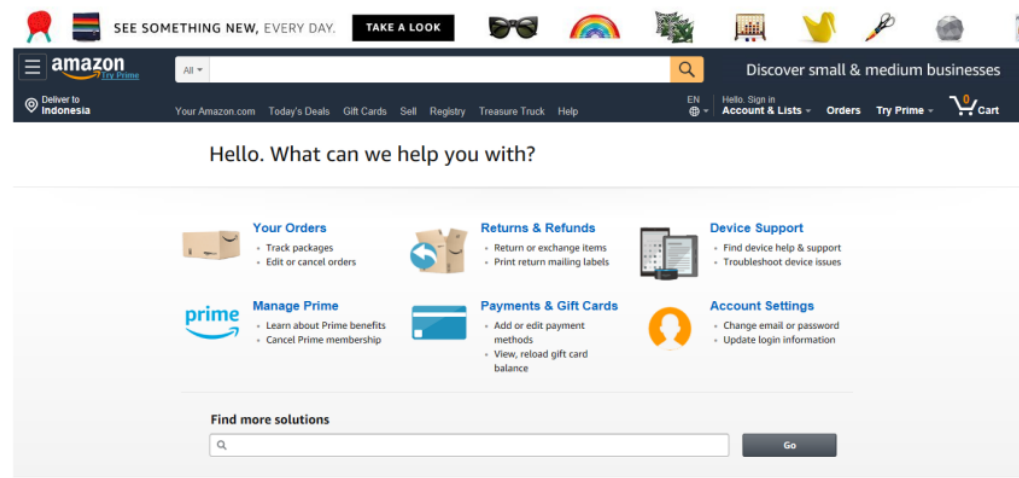 SEE SOMETHING NEW, EVERY DAY. TAKE A LOOK
amazon
Try Prime
All
Discover small & medium businesses
Deliver to
Indonesia
Your Amazon.com Today's Deals Gift Cards Sell Registry Treasure Truck Help
EN
Hello. Sign in
Account & Lists
Orders
Try Prime
0
Cart
Hello. What can we help you with?
Your Orders
Track packages
Edit or cancel orders
Returns & Refunds
Return or exchange items
Print return mailing labels
Device Support
Find device help & support
Troubleshoot device issues
prime
Manage Prime
Learn about Prime benefits
Cancel Prime membership
Payments & Gift Cards
Add or edit payment
methods
View, reload gift card
balance
Account Settings
Change email or password
Update login information
Find more solutions
Go